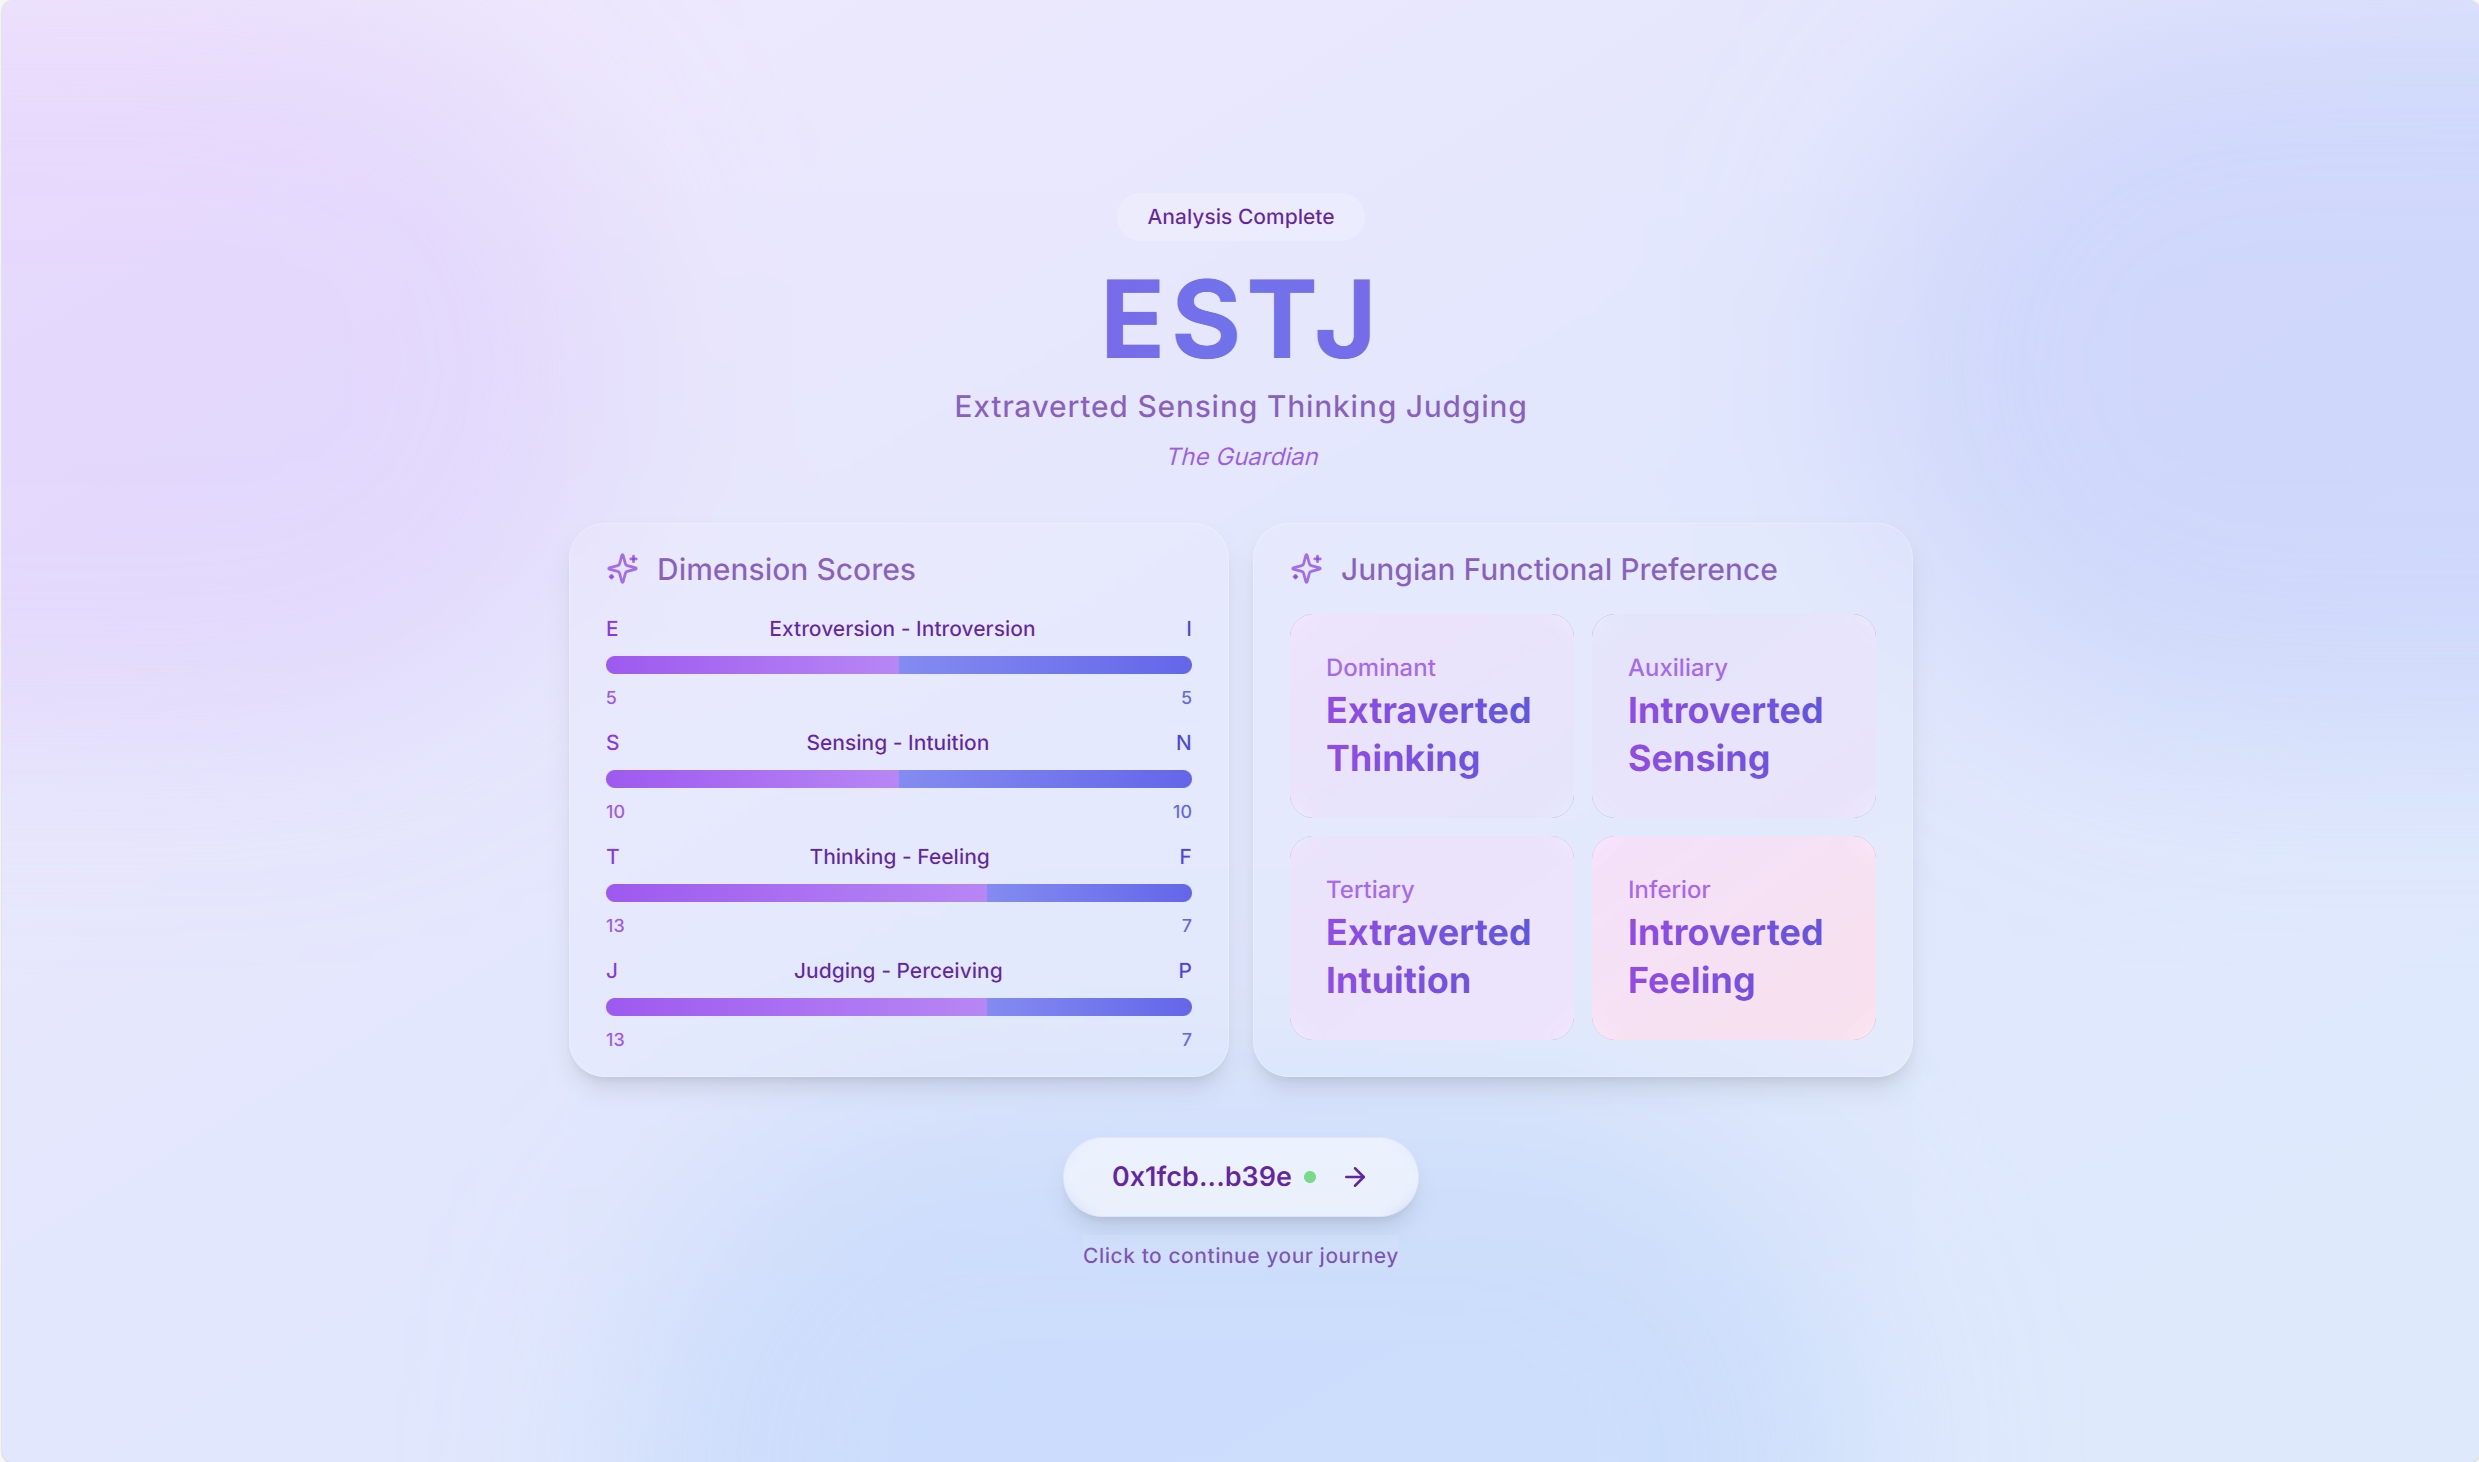 Analysis Complete
ESTJ
Extraverted Sensing Thinking Judging
The Guardian
Dimension Scores
E Extroversion - Introversion I
5 5
S Sensing - Intuition N
10 10
T Thinking - Feeling F
13 7
J Judging - Perceiving P
13 7
Jungian Functional Preference
Dominant
Extraverted
Thinking
Auxiliary
Introverted
Sensing
Tertiary
Extraverted
Intuition
Inferior
Introverted
Feeling
0x1fcb...b39e
Click to continue your journey